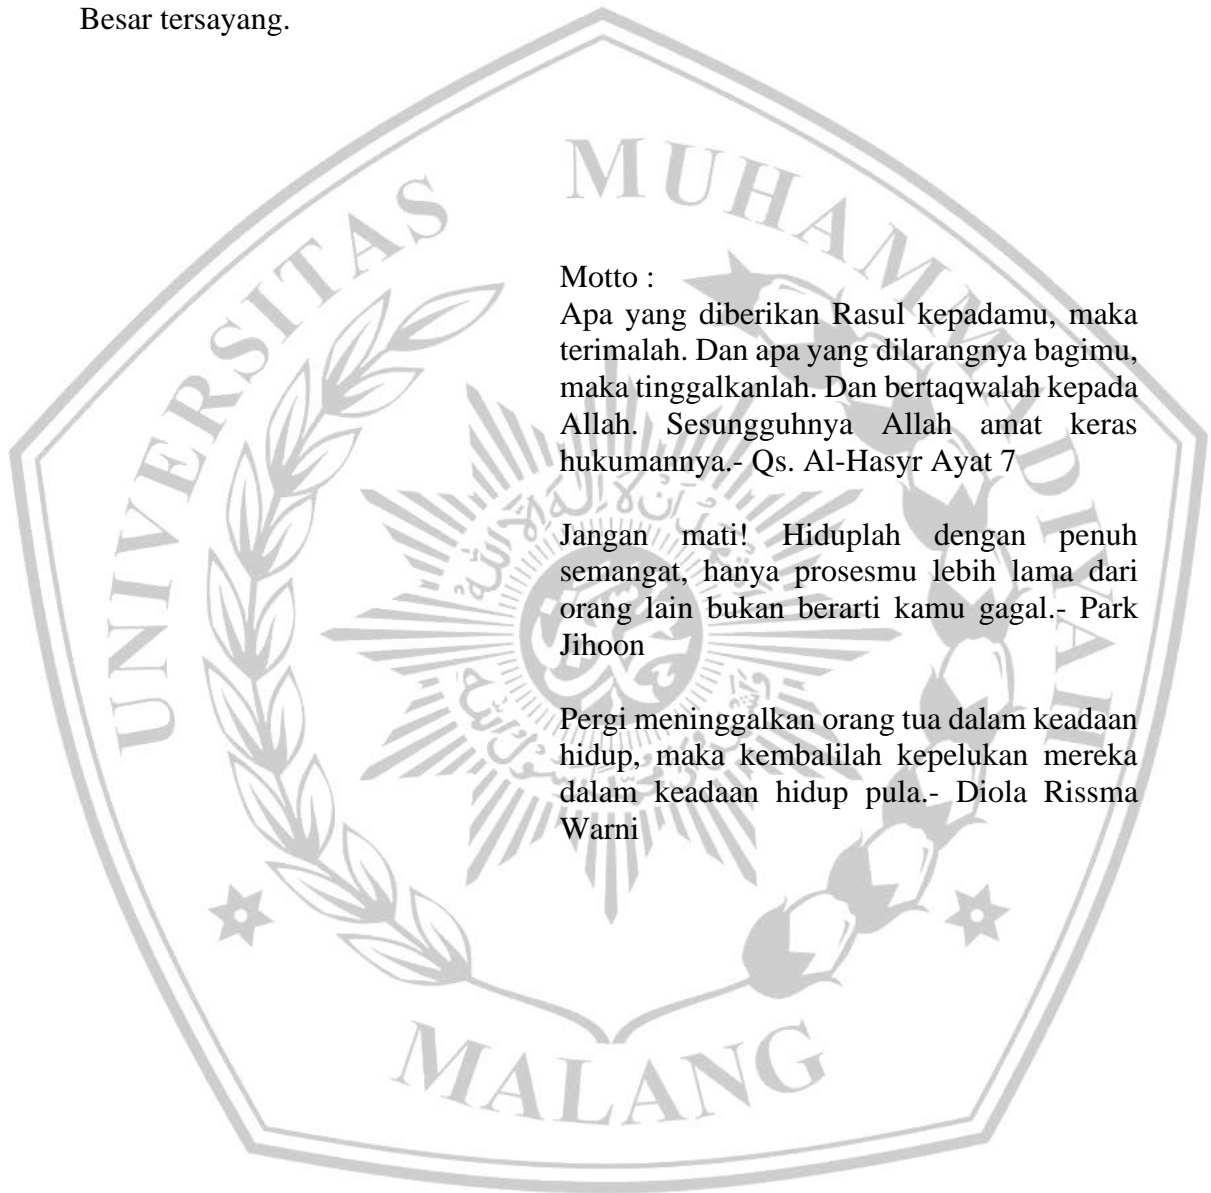 Besar tersayang.
UNIVERSITAS MUHAMMADIYAH
Motto :
Apa yang diberikan Rasul kepadamu, maka
terimalah. Dan apa yang dilarangnya bagimu,
maka tinggalkanlah. Dan bertaqwalah kepada
Allah. Sesungguhnya Allah amat keras
hukumannya.- Qs. Al-Hasyr Ayat 7
Jangan mati! Hiduplah dengan penuh
semangat, hanya prosesmu lebih lama dari
orang lain bukan berarti kamu gagal.- Park
Jihoon
Pergi meninggalkan orang tua dalam keadaan
hidup, maka kembalilah kepelukan mereka
dalam keadaan hidup pula.- Diola Rissma
Warni
MALANG